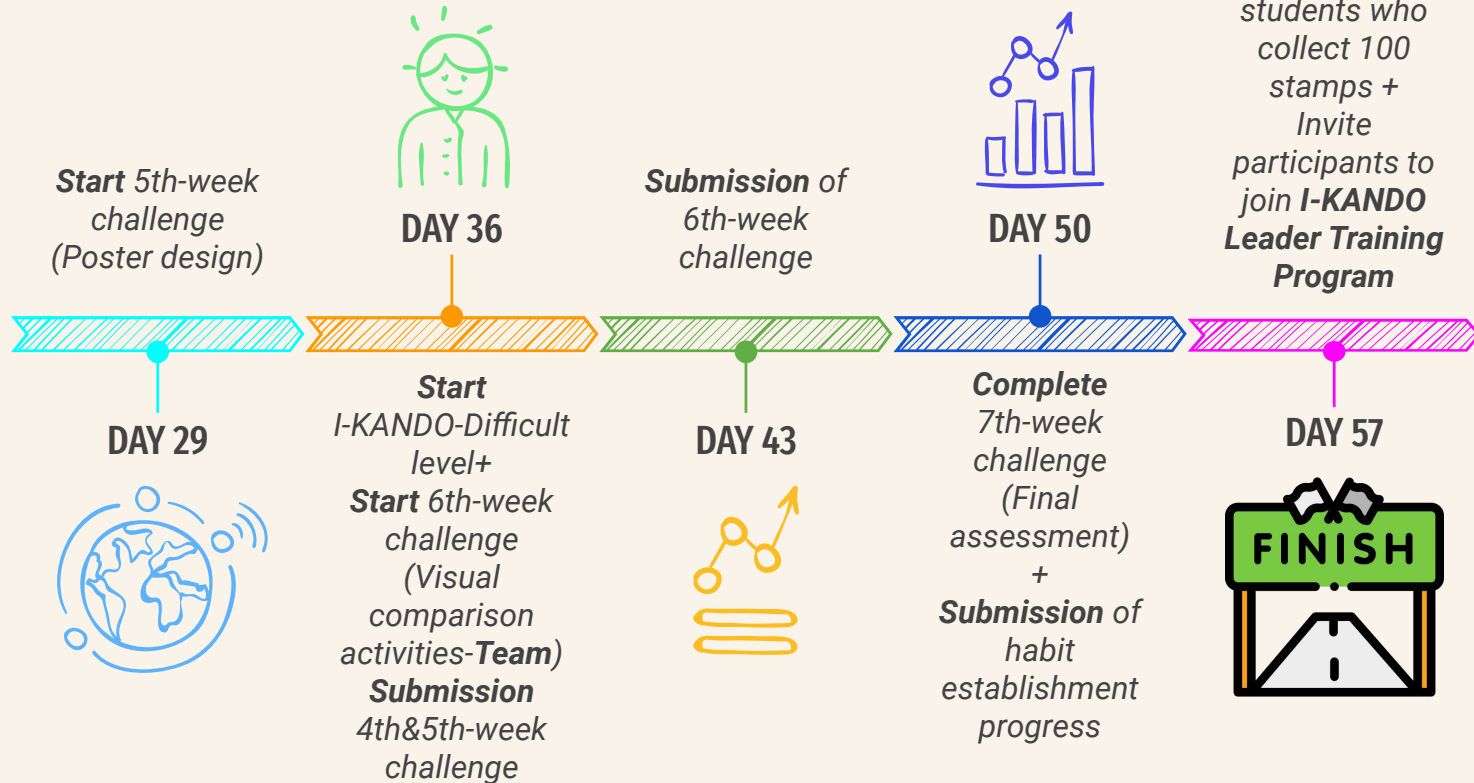 Start 5th-week
challenge
(Poster design)
DAY 29
DAY 36
Start
I-KANDO-Difficult
level+
Start 6th-week
challenge
(Visual
comparison
activities-Team)
Submission
4th&5th-week
challenge
Submission of
6th-week
challenge
DAY 43
DAY 50
Complete
7th-week
challenge
(Final
assessment)
+
Submission of
habit
establishment
progress
students who
collect 100
stamps +
Invite
participants to
join I-KANDO
Leader Training
Program
DAY 57
FINISH